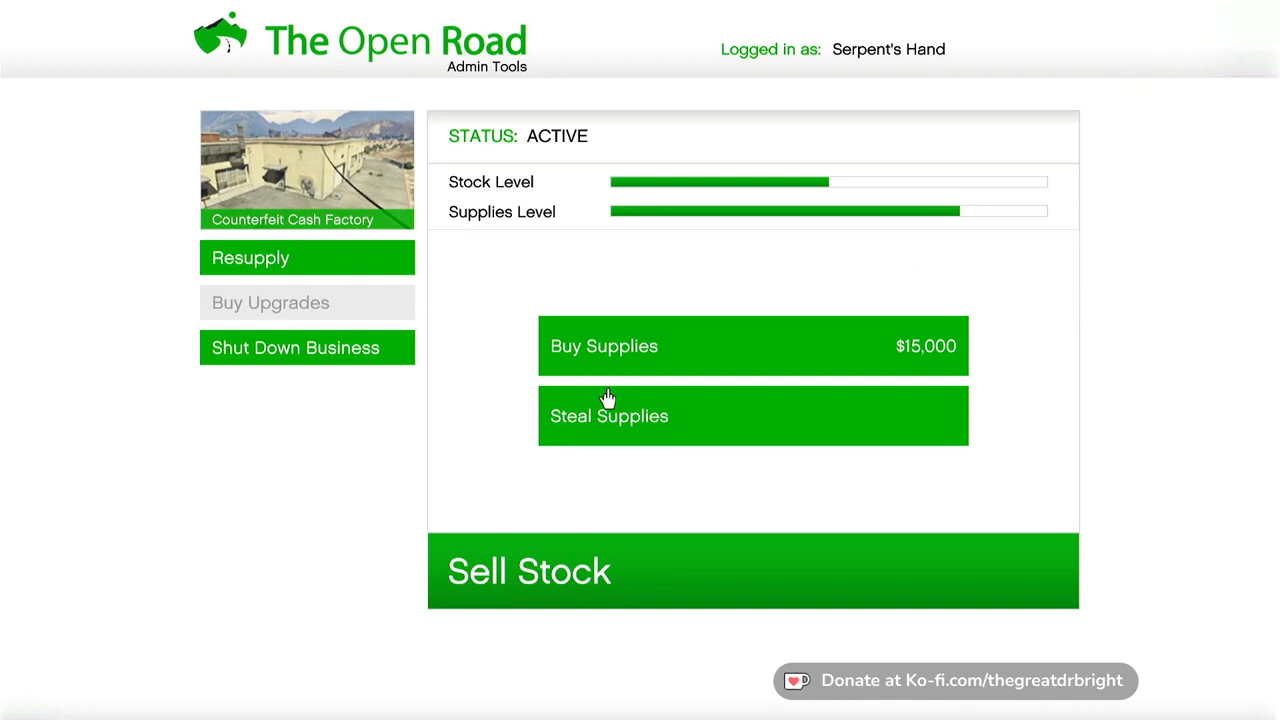 The Open Road
Admin Tools
Logged in as: Serpent's Hand
Counterfeit Cash Factory
Resupply
Buy Upgrades
Shut Down Business
STATUS: ACTIVE
Stock Level
Supplies Level
Buy Supplies $15,000
Steal Supplies
Sell Stock
Donate at Ko-fi.com/thegreatdrbright